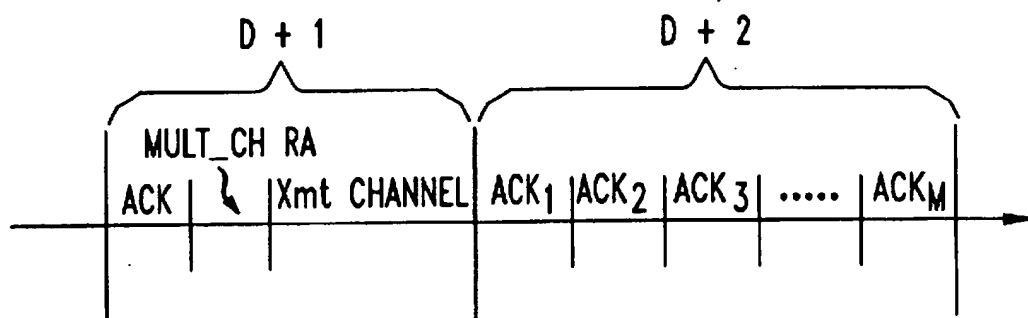 D + 1 D + 2
MULT_CH RA
ACK Xmt CHANNEL ACK1 ACK2 ACK3 ..... ACKM